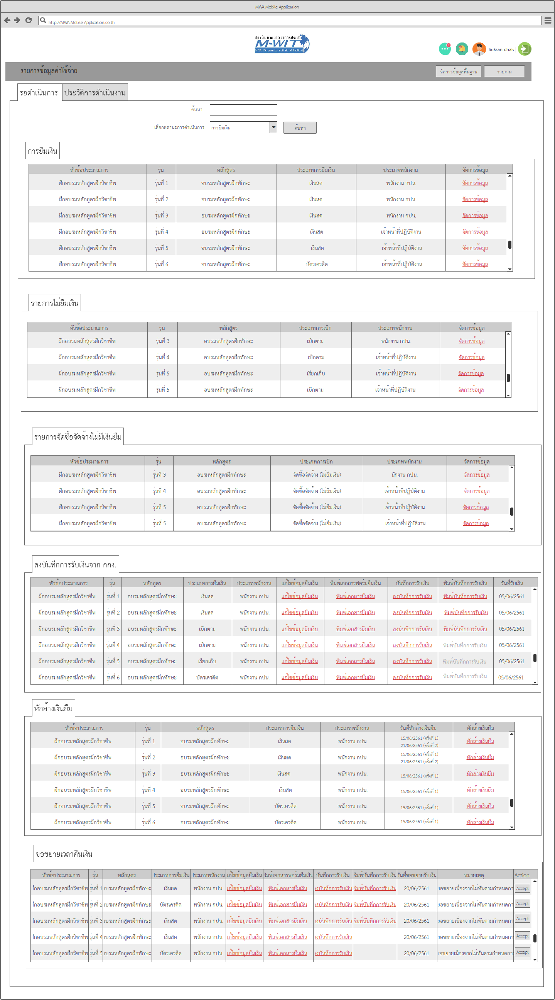 MWA Mobile Application
http://MWA Mobile Application.co.th
สถาบันพัฒนาวิชาการประปา
M-WIT
MWA Waterworks Institute of Thailand
Suksan chaiv |
รายการข้อมูลค่าใช้จ่าย จัดการข้อมูลพื้นฐาน รายงาน
รอดำเนินการ ประวัติการดำเนินงาน
ค้นหา
เลือกสถานะการดำเนินการ การยืมเงิน ค้นหา
การยืมเงิน
หัวข้อประมาณการ รุ่น หลักสูตร ประเภทการยืมเงิน ประเภทพนักงาน จัดการข้อมูล
ฝึกอบรมหลักสูตรฝึกวิชาชีพ รุ่นที่ 1 อบรมหลักสูตรฝึกทักษะ เงินสด พนักงาน กปน. จัดการข้อมูล
ฝึกอบรมหลักสูตรฝึกวิชาชีพ รุ่นที่ 2 อบรมหลักสูตรฝึกทักษะ เงินสด พนักงาน กปน. จัดการข้อมูล
ฝึกอบรมหลักสูตรฝึกวิชาชีพ รุ่นที่ 3 อบรมหลักสูตรฝึกทักษะ เงินสด พนักงาน กปน. จัดการข้อมูล
ฝึกอบรมหลักสูตรฝึกวิชาชีพ รุ่นที่ 4 อบรมหลักสูตรฝึกทักษะ เงินสด เจ้าหน้าที่ปฏิบัติงาน จัดการข้อมูล
ฝึกอบรมหลักสูตรฝึกวิชาชีพ รุ่นที่ 5 อบรมหลักสูตรฝึกทักษะ เงินสด เจ้าหน้าที่ปฏิบัติงาน จัดการข้อมูล
ฝึกอบรมหลักสูตรฝึกวิชาชีพ รุ่นที่ 6 อบรมหลักสูตรฝึกทักษะ บัตรเครดิต เจ้าหน้าที่ปฏิบัติงาน จัดการข้อมูล
รายการไม่ยืมเงิน
หัวข้อประมาณการ รุ่น หลักสูตร ประเภทการเบิก ประเภทพนักงาน จัดการข้อมูล
ฝึกอบรมหลักสูตรฝึกวิชาชีพ รุ่นที่ 3 อบรมหลักสูตรฝึกทักษะ เบิกตาม พนักงาน กปน. จัดการข้อมูล
ฝึกอบรมหลักสูตรฝึกวิชาชีพ รุ่นที่ 4 อบรมหลักสูตรฝึกทักษะ เบิกตาม เจ้าหน้าที่ปฏิบัติงาน จัดการข้อมูล
ฝึกอบรมหลักสูตรฝึกวิชาชีพ รุ่นที่ 5 อบรมหลักสูตรฝึกทักษะ เรียกเก็บ เจ้าหน้าที่ปฏิบัติงาน จัดการข้อมูล
ฝึกอบรมหลักสูตรฝึกวิชาชีพ รุ่นที่ 5 อบรมหลักสูตรฝึกทักษะ เบิกตาม เจ้าหน้าที่ปฏิบัติงาน จัดการข้อมูล
รายการจัดซื้อจัดจ้างไม่มีเงินยืม
หัวข้อประมาณการ รุ่น หลักสูตร ประเภทการเบิก ประเภทพนักงาน จัดการข้อมูล
ฝึกอบรมหลักสูตรฝึกวิชาชีพ รุ่นที่ 3 อบรมหลักสูตรฝึกทักษะ จัดซื้อจัดจ้าง (ไม่ยืมเงิน) นักงาน กปน. จัดการข้อมูล
ฝึกอบรมหลักสูตรฝึกวิชาชีพ รุ่นที่ 4 อบรมหลักสูตรฝึกทักษะ จัดซื้อจัดจ้าง (ไม่ยืมเงิน) เจ้าหน้าที่ปฏิบัติงาน จัดการข้อมูล
ฝึกอบรมหลักสูตรฝึกวิชาชีพ รุ่นที่ 5 อบรมหลักสูตรฝึกทักษะ จัดซื้อจัดจ้าง (ไม่ยืมเงิน) เจ้าหน้าที่ปฏิบัติงาน จัดการข้อมูล
ฝึกอบรมหลักสูตรฝึกวิชาชีพ รุ่นที่ 5 อบรมหลักสูตรฝึกทักษะ จัดซื้อจัดจ้าง (ไม่ยืมเงิน) เจ้าหน้าที่ปฏิบัติงาน จัดการข้อมูล
ลงบันทึกการรับเงินจาก กกง.
หัวข้อประมาณการ รุ่น หลักสูตร ประเภทการยืมเงิน ประเภทพนักงาน แก้ไขข้อมูลยืมเงิน พิมพ์เอกสารฟอร์มยืมเงิน บันทึกการรับเงิน พิมพ์บันทึกการรับเงิน วันที่รับเงิน
ฝึกอบรมหลักสูตรฝึกวิชาชีพ รุ่นที่ 1 อบรมหลักสูตรฝึกทักษะ เงินสด พนักงาน กปน. แก้ไขข้อมูลยืมเงิน พิมพ์เอกสารยืมเงิน ลงบันทึกการรับเงิน พิมพ์บันทึกการรับเงิน 05/06/2561
ฝึกอบรมหลักสูตรฝึกวิชาชีพ รุ่นที่ 2 อบรมหลักสูตรฝึกทักษะ เงินสด พนักงาน กปน. แก้ไขข้อมูลยืมเงิน พิมพ์เอกสารยืมเงิน ลงบันทึกการรับเงิน พิมพ์บันทึกการรับเงิน 05/06/2561
ฝึกอบรมหลักสูตรฝึกวิชาชีพ รุ่นที่ 3 อบรมหลักสูตรฝึกทักษะ เบิกตาม พนักงาน กปน. แก้ไขข้อมูลยืมเงิน พิมพ์เอกสารยืมเงิน ลงบันทึกการรับเงิน พิมพ์บันทึกการรับเงิน 05/06/2561
ฝึกอบรมหลักสูตรฝึกวิชาชีพ รุ่นที่ 4 อบรมหลักสูตรฝึกทักษะ เบิกตาม พนักงาน กปน. แก้ไขข้อมูลยืมเงิน พิมพ์เอกสารยืมเงิน ลงบันทึกการรับเงิน พิมพ์บันทึกการรับเงิน 05/06/2561
ฝึกอบรมหลักสูตรฝึกวิชาชีพ รุ่นที่ 5 อบรมหลักสูตรฝึกทักษะ เรียกเก็บ พนักงาน กปน. แก้ไขข้อมูลยืมเงิน พิมพ์เอกสารยืมเงิน ลงบันทึกการรับเงิน พิมพ์บันทึกการรับเงิน 05/06/2561
ฝึกอบรมหลักสูตรฝึกวิชาชีพ รุ่นที่ 6 อบรมหลักสูตรฝึกทักษะ บัตรเครดิต พนักงาน กปน. แก้ไขข้อมูลยืมเงิน พิมพ์เอกสารยืมเงิน ลงบันทึกการรับเงิน พิมพ์บันทึกการรับเงิน 05/06/2561
หักล้างเงินยืม
หัวข้อประมาณการ รุ่น หลักสูตร ประเภทการยืมเงิน ประเภทพนักงาน วันที่หักล้างเงินยืม หักล้างเงินยืม
ฝึกอบรมหลักสูตรฝึกวิชาชีพ รุ่นที่ 1 อบรมหลักสูตรฝึกทักษะ เงินสด พนักงาน กปน. 15/06/2561 (ครั้งที่ 1) 21/06/2561 (ครั้งที่ 2) หักล้างเงินยืม
ฝึกอบรมหลักสูตรฝึกวิชาชีพ รุ่นที่ 2 อบรมหลักสูตรฝึกทักษะ เงินสด พนักงาน กปน. 15/06/2561 (ครั้งที่ 1) 21/06/2561 (ครั้งที่ 2) หักล้างเงินยืม
ฝึกอบรมหลักสูตรฝึกวิชาชีพ รุ่นที่ 3 อบรมหลักสูตรฝึกทักษะ เงินสด พนักงาน กปน. 15/06/2561 (ครั้งที่ 1) หักล้างเงินยืม
ฝึกอบรมหลักสูตรฝึกวิชาชีพ รุ่นที่ 4 อบรมหลักสูตรฝึกทักษะ เงินสด พนักงาน กปน. 15/06/2561 (ครั้งที่ 1) หักล้างเงินยืม
ฝึกอบรมหลักสูตรฝึกวิชาชีพ รุ่นที่ 5 อบรมหลักสูตรฝึกทักษะ บัตรเครดิต พนักงาน กปน. 15/06/2561 (ครั้งที่ 1) หักล้างเงินยืม
ฝึกอบรมหลักสูตรฝึกวิชาชีพ รุ่นที่ 6 อบรมหลักสูตรฝึกทักษะ บัตรเครดิต พนักงาน กปน. 15/06/2561 (ครั้งที่ 1) หักล้างเงินยืม
ขอขยายเวลาคืนเงิน
หัวข้อประมาณการ รุ่น หลักสูตร ประเภทการยืมเงิน ประเภทพนักงาน ก้ไขข้อมูลยืมเงิน พิมพ์เอกสารฟอร์มยืมเงิน บันทึกการรับเงิน พิมพ์บันทึกการรับเงิน วันที่ขอขยายรับเงิน หมายเหตุ Action
ึกอบรมหลักสูตรฝึกวิชาชีพ รุ่นที่ 1 อบรมหลักสูตรฝึกทักษะ เงินสด พนักงาน กปน. ก้ไขข้อมูลยืมเงิน พิมพ์เอกสารยืมเงิน ลงบันทึกการรับเงิน พิมพ์บันทึกการรับเงิน 20/06/2561 ขอขยายเนื่องจากไม่ทันตามกำหนดกา Accept
ึกอบรมหลักสูตรฝึกวิชาชีพ รุ่นที่ 2 อบรมหลักสูตรฝึกทักษะ บัตรเครดิต พนักงาน กปน. ก้ไขข้อมูลยืมเงิน พิมพ์เอกสารยืมเงิน ลงบันทึกการรับเงิน พิมพ์บันทึกการรับเงิน 20/06/2561 ขอขยายเนื่องจากไม่ทันตามกำหนดกา Accept
ึกอบรมหลักสูตรฝึกวิชาชีพ รุ่นที่ 3 อบรมหลักสูตรฝึกทักษะ เงินสด พนักงาน กปน. ก้ไขข้อมูลยืมเงิน พิมพ์เอกสารยืมเงิน ลงบันทึกการรับเงิน พิมพ์บันทึกการรับเงิน 20/06/2561 ขอขยายเนื่องจากไม่ทันตามกำหนดกา Accept
ึกอบรมหลักสูตรฝึกวิชาชีพ รุ่นที่ 4 อบรมหลักสูตรฝึกทักษะ เงินสด พนักงาน กปน. ก้ไขข้อมูลยืมเงิน พิมพ์เอกสารยืมเงิน ลงบันทึกการรับเงิน 20/06/2561 ขอขยายเนื่องจากไม่ทันตามกำหนดกา Accept
ึกอบรมหลักสูตรฝึกวิชาชีพ รุ่นที่ 5 อบรมหลักสูตรฝึกทักษะ บัตรเครดิต พนักงาน กปน. ก้ไขข้อมูลยืมเงิน พิมพ์เอกสารยืมเงิน ลงบันทึกการรับเงิน 20/06/2561 ขอขยายเนื่องจากไม่ทันตามกำหนดกา Accept